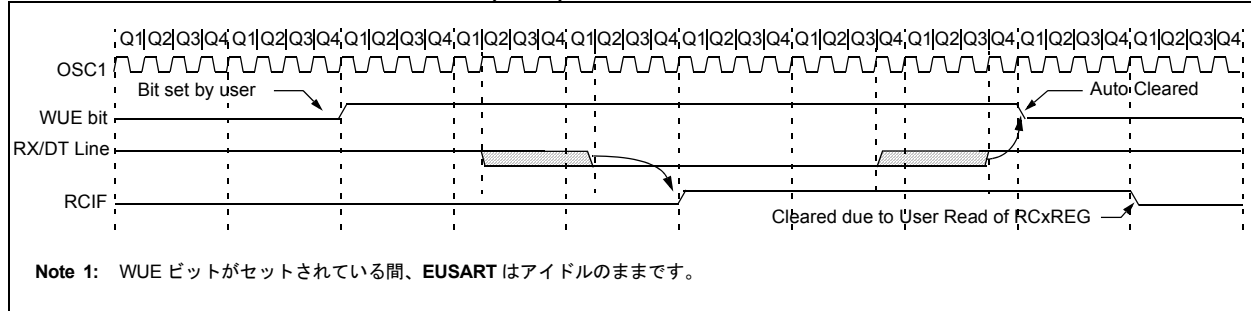 Q1|Q2|Q3|Q4|Q1|Q2|Q3|Q4|Q1|Q2|Q3|Q4|Q1|Q2|Q3|Q4|Q1|Q2|Q3|Q4|Q1|Q2|Q3|Q4|Q1|Q2|Q3|Q4|Q1|Q2|Q3|Q4|Q1|Q2|Q3|Q4|Q1|Q2|Q3|Q4
OSC1
Bit set by user
Auto Cleared
WUE bit
RX/DT Line
RCIF
Cleared due to User Read of RCxREG
Note 1: WUE ビットがセットされている間、EUSART はアイドルのままです。